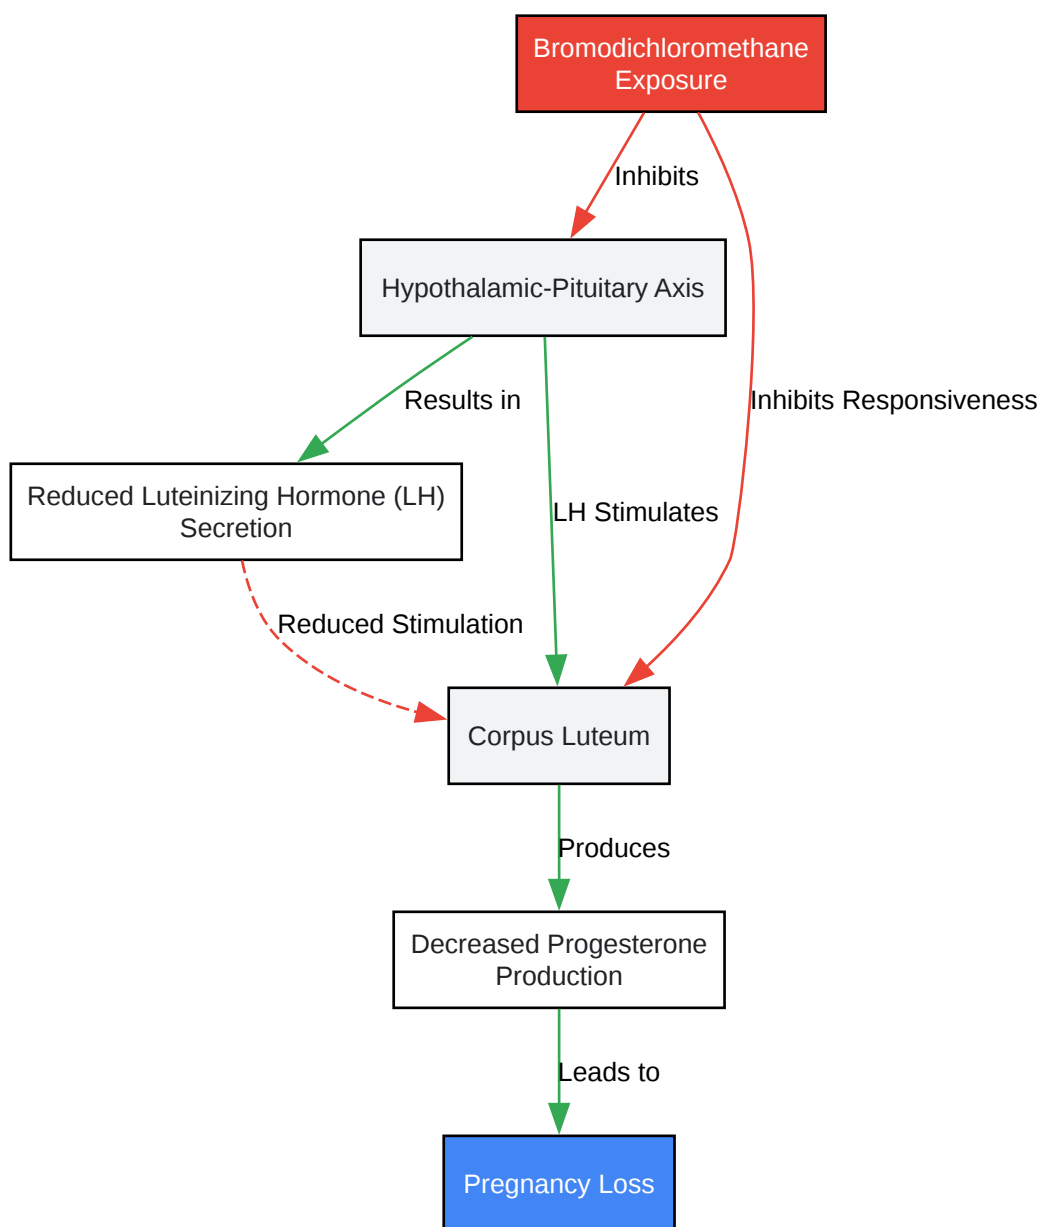 Bromodichloromethane
Exposure
Inhibits
Hypothalamic-Pituitary Axis
Results in
Inhibits Responsiveness
Reduced Luteinizing Hormone (LH)
Secretion
LH Stimulates
Reduced Stimulation
Corpus Luteum
Produces
Decreased Progesterone
Production
Leads to
Pregnancy Loss